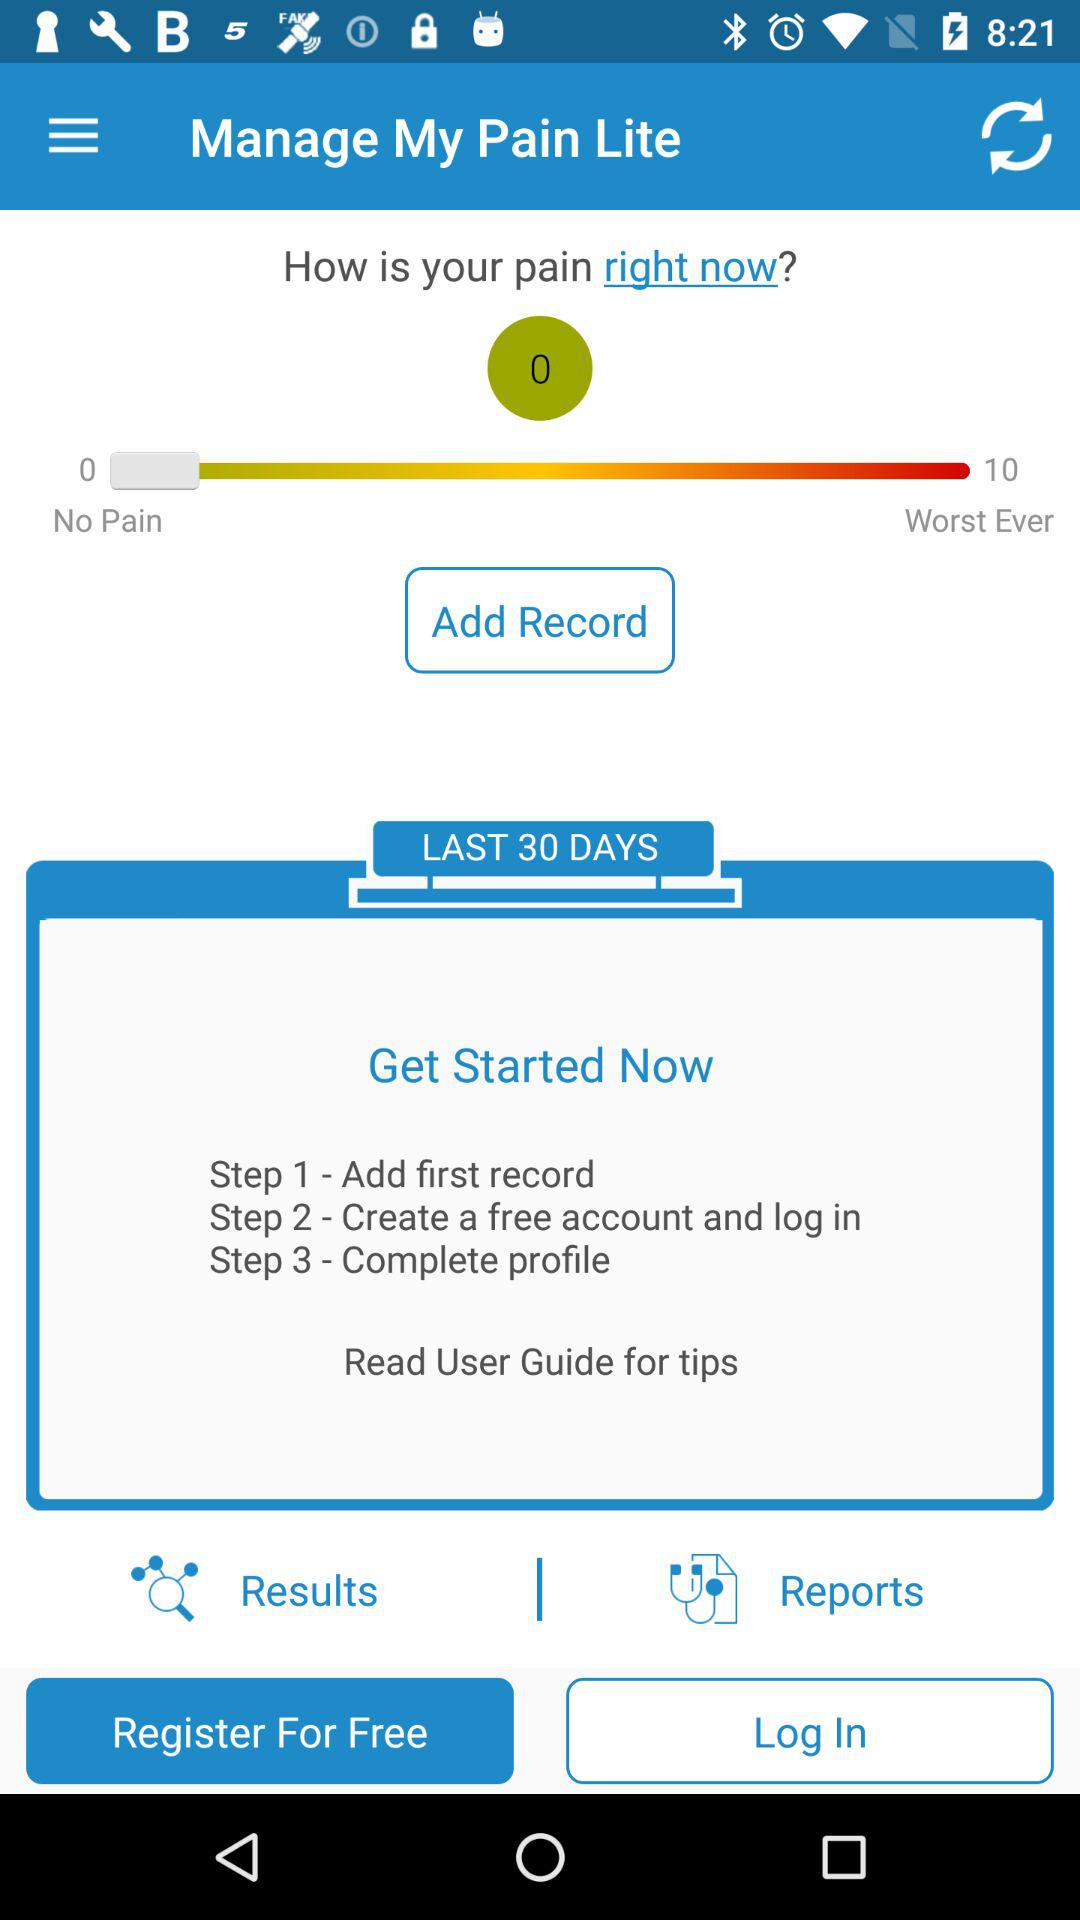 FAKE
8:21
Manage My Pain Lite
How is your pain right now?
0
0 10
No Pain Worst Ever
Add Record
LAST 30 DAYS
Get Started Now
Step 1 - Add first record
Step 2 - Create a free account and log in
Step 3 - Complete profile
Read User Guide for tips
Results | Reports
Register For Free Log In